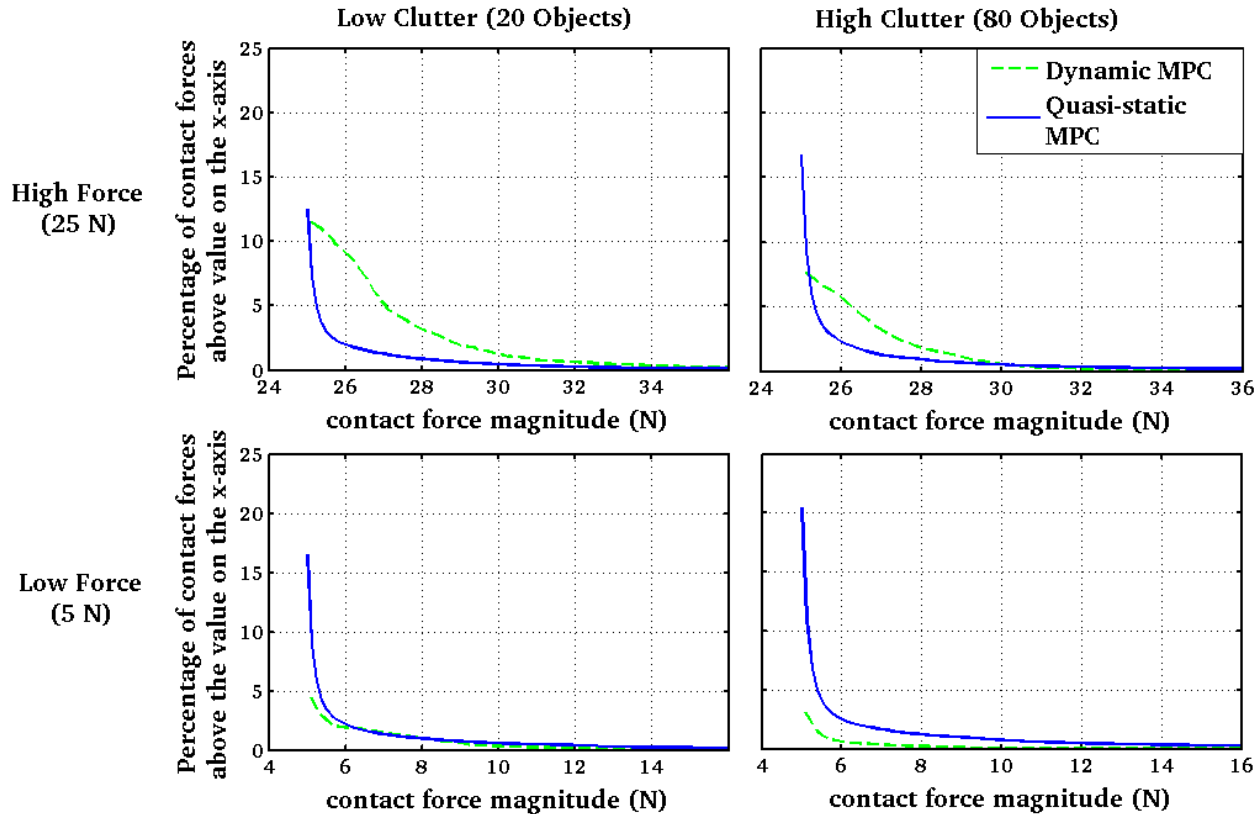 Low Clutter (20 Objects)
High Clutter (80 Objects)
Dynamic MPC
Quasi-static
MPC
High Force
(25 N)
Percentage of contact forces
above value on the x-axis
25
20
15
10
5
0
24 26 28 30 32 34
contact force magnitude (N)
24 26 28 30 32 34 36
contact force magnitude (N)
Low Force
(5 N)
Percentage of contact forces
above the value on the x-axis
25
20
15
10
5
0
4 6 8 10 12 14
contact force magnitude (N)
4 6 8 10 12 14 16
contact force magnitude (N)